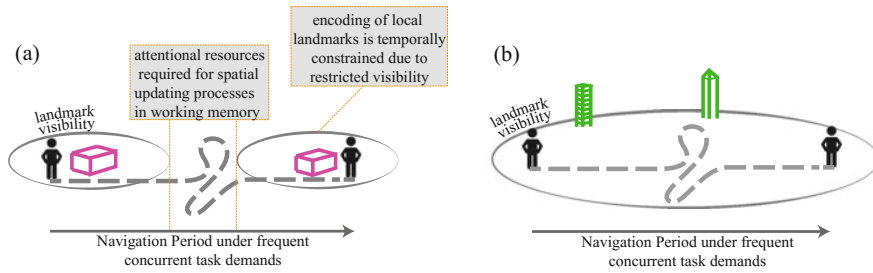 (a)
attentional resources
required for spatial
updating processes
in working memory
encoding of local
landmarks is temporally
constrained due to
restricted visibility
landmark
visibility
Navigation Period under frequent
concurrent task demands
(b)
landmark
visibility
Navigation Period under frequent
concurrent task demands